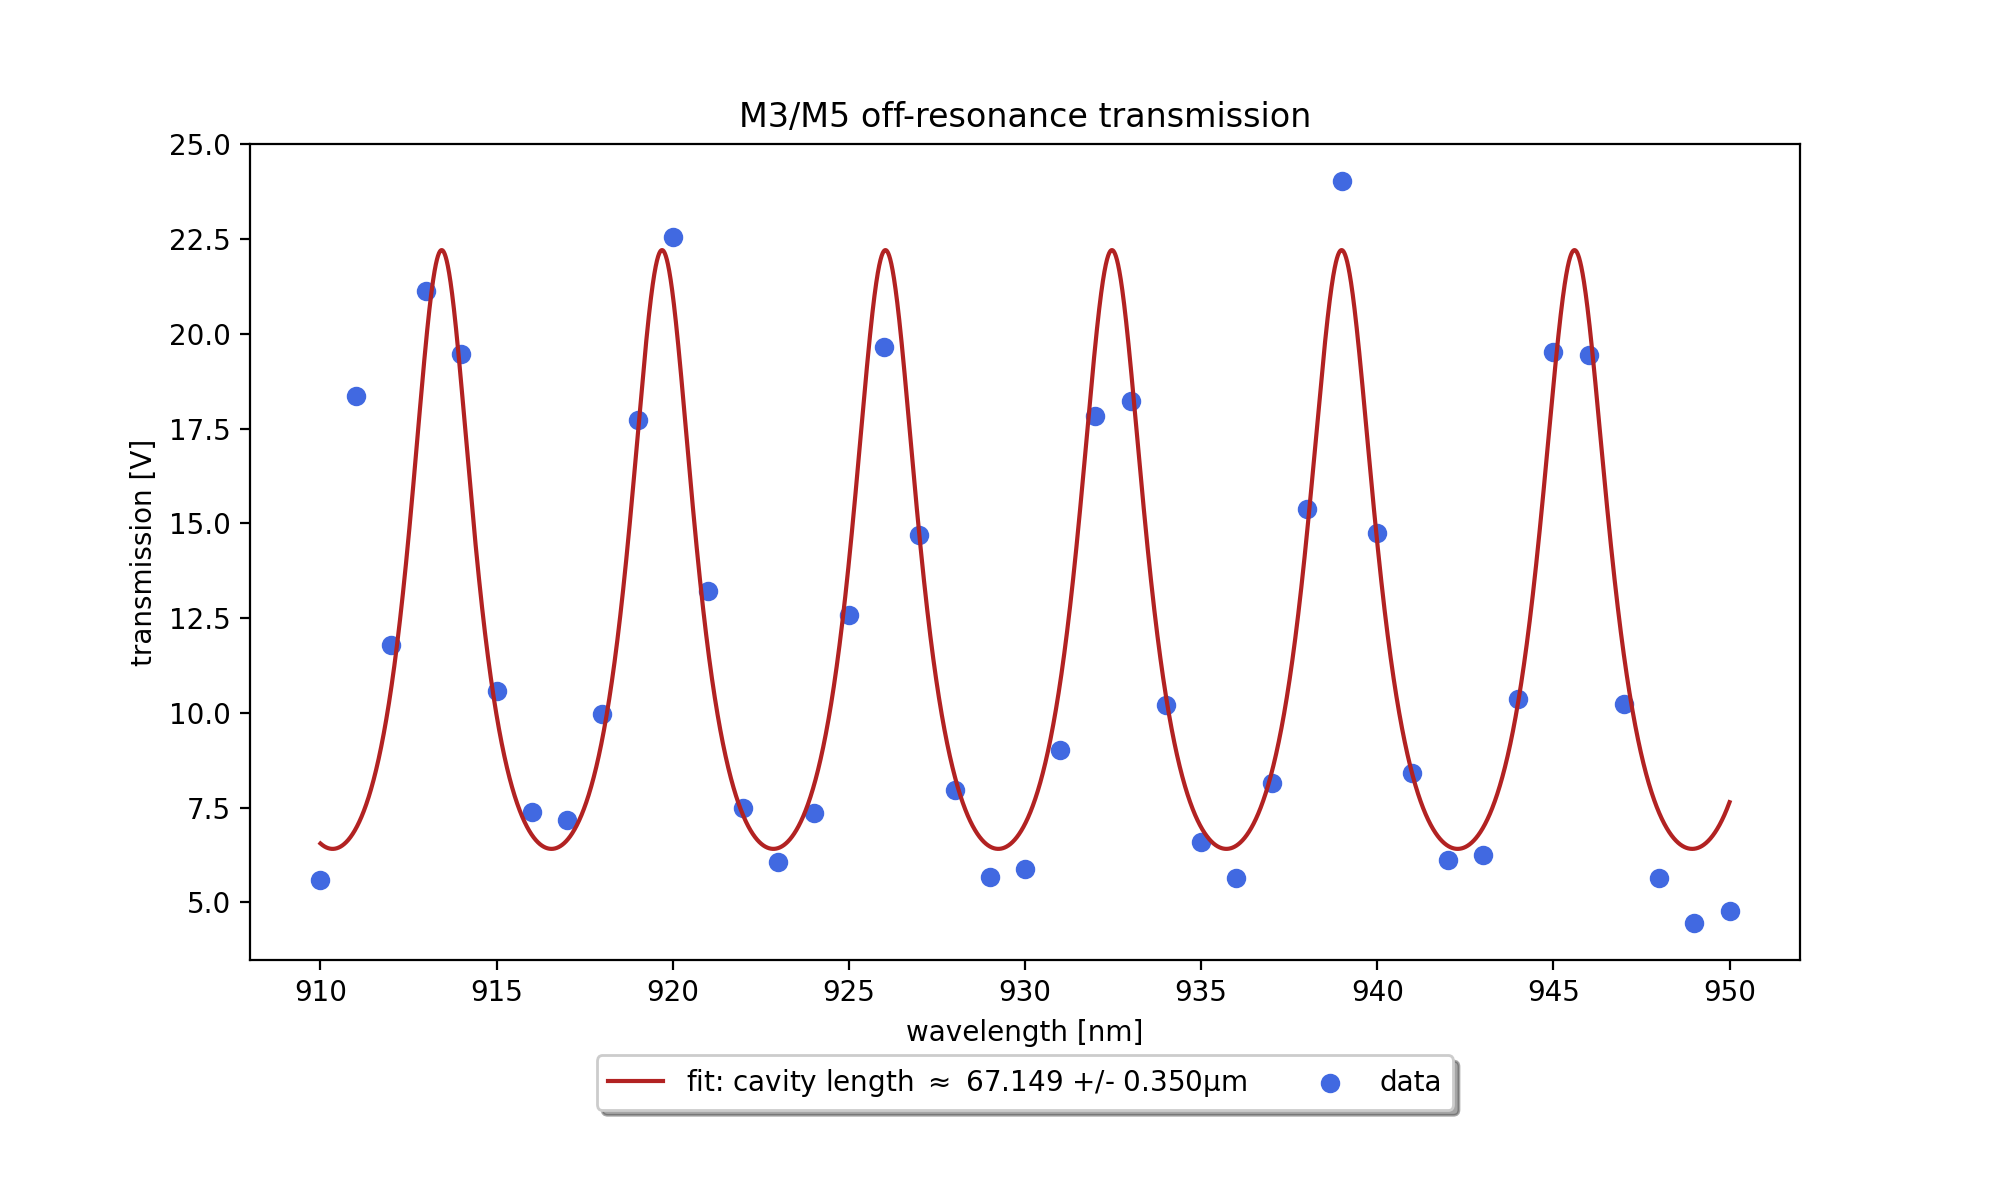 M3/M5 off-resonance transmission
25.0
22.5
20.0
17.5
15.0
12.5
10.0
7.5
5.0
transmission [V]
910 915 920 925 930 935 940 945 950
wavelength [nm]
fit: cavity length ≈ 67.149 +/- 0.350µm data